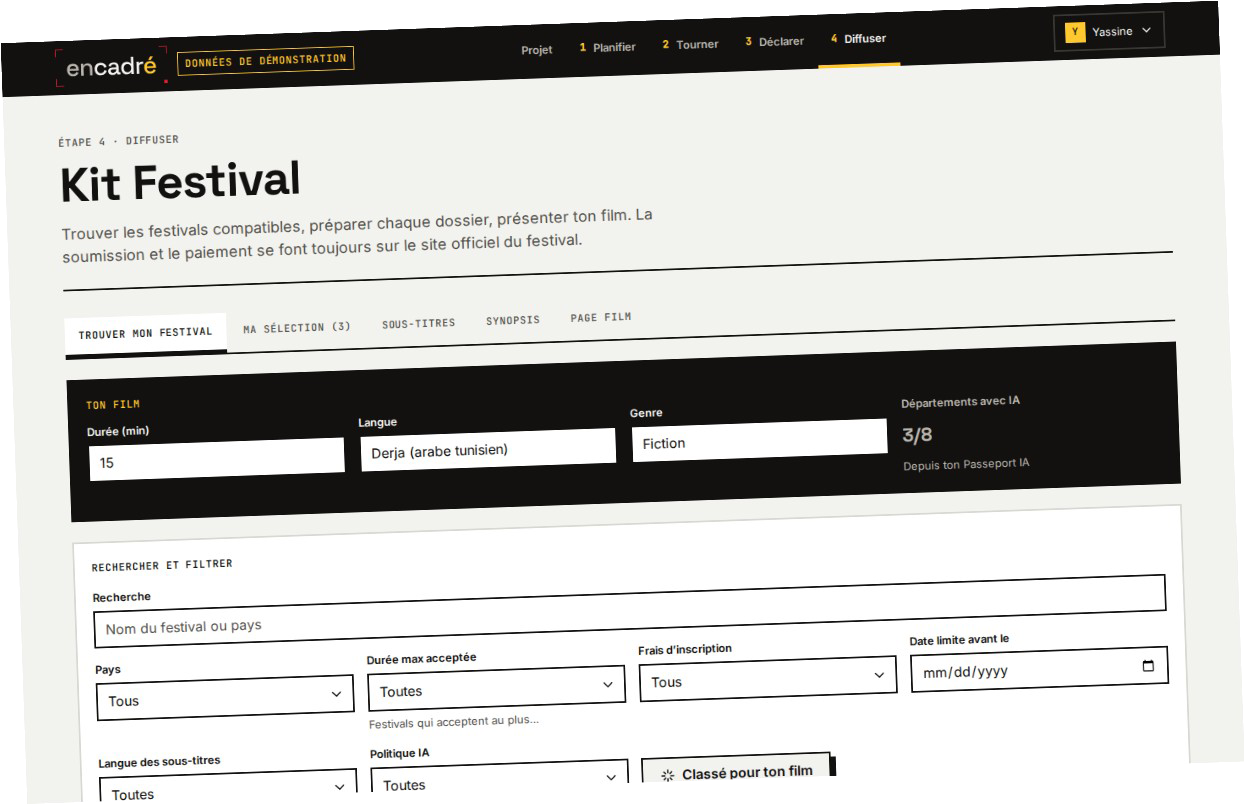 encadré DONNÉES DE DÉMONSTRATION Projet 1 Planifier 2 Tourner 3 Déclarer 4 Diffuser Y Yassine
ÉTAPE 4 · DIFFUSER
Kit Festival
Trouver les festivals compatibles, préparer chaque dossier, présenter ton film. La
soumission et le paiement se font toujours sur le site officiel du festival.
TROUVER MON FESTIVAL MA SÉLECTION (3) SOUS-TITRES SYNOPSIS PAGE FILM
TON FILM
Durée (min) Langue Genre Départements avec IA
15 Derja (arabe tunisien) Fiction 3/8
Depuis ton Passeport IA
RECHERCHER ET FILTRER
Recherche
Nom du festival ou pays
Pays Durée max acceptée Frais d'inscription Date limite avant le
Tous Toutes Tous mm/dd/yyyy
Festivals qui acceptent au plus...
Langue des sous-titres Politique IA
Toutes Toutes Classé pour ton film